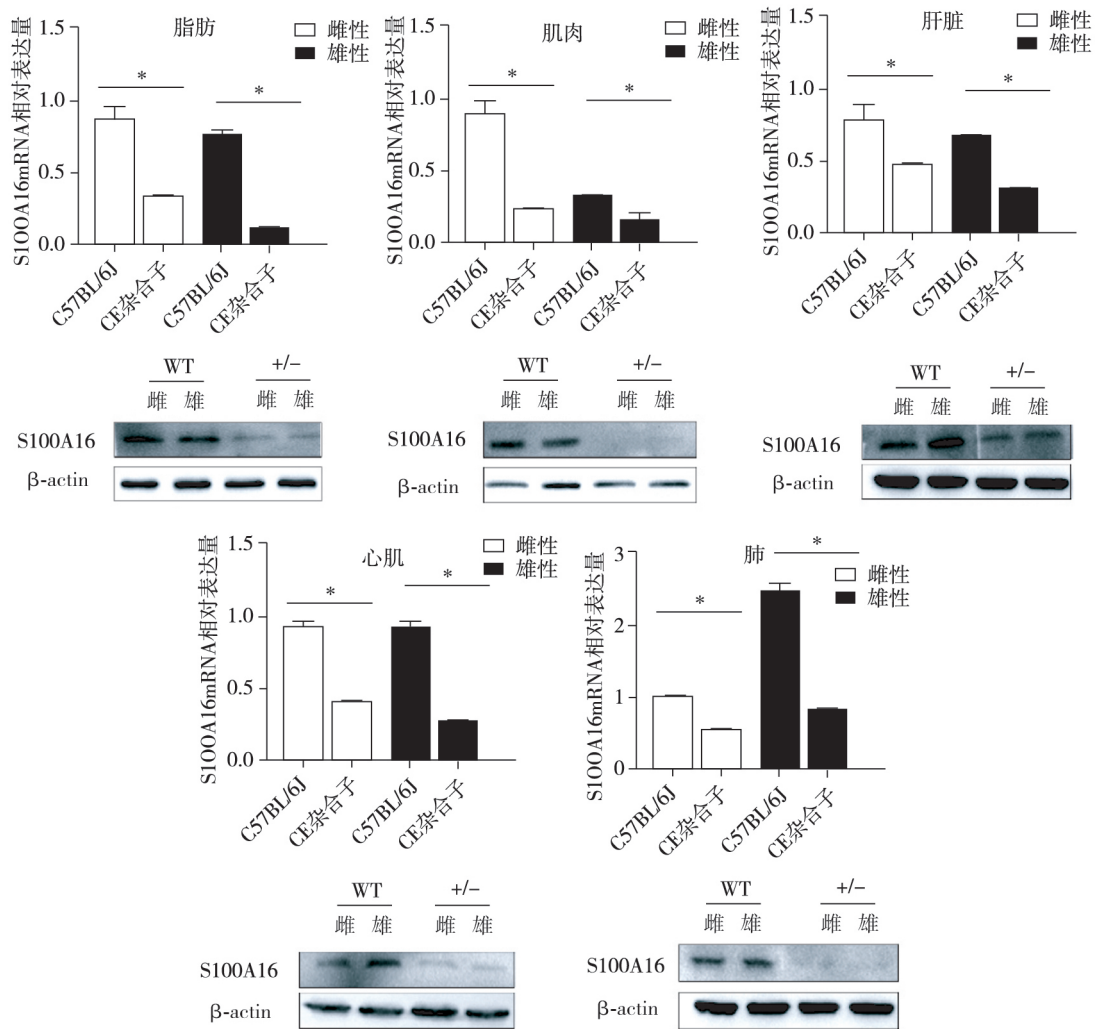 脂肪
雌性
雄性
S100A16mRNA相对表达量
1.5
1.0
0.5
0.0
*
*
C57BL/6J
CE杂合子
C57BL/6J
CE杂合子
肌肉
雌性
雄性
S100A16mRNA相对表达量
1.5
1.0
0.5
0.0
*
*
C57BL/6J
CE杂合子
C57BL/6J
CE杂合子
肝脏
雌性
雄性
S100A16mRNA相对表达量
1.5
1.0
0.5
0.0
*
*
C57BL/6J
CE杂合子
C57BL/6J
CE杂合子
WT +/−
雌 雄 雌 雄
S100A16
β-actin
WT +/−
雌 雄 雌 雄
S100A16
β-actin
WT +/−
雌 雄 雌 雄
S100A16
β-actin
心肌
雌性
雄性
S100A16mRNA相对表达量
1.5
1.0
0.5
0.0
*
*
C57BL/6J
CE杂合子
C57BL/6J
CE杂合子
肺
雌性
雄性
S100A16mRNA相对表达量
3
2
1
0
*
*
C57BL/6J
CE杂合子
C57BL/6J
CE杂合子
WT +/−
雌 雄 雌 雄
S100A16
β-actin
WT +/−
雌 雄 雌 雄
S100A16
β-actin